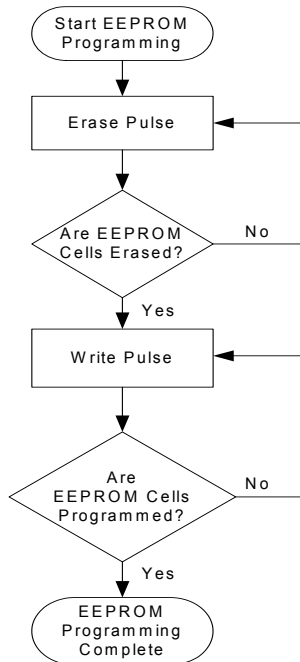 Start EEPROM
Programming
Erase Pulse
Are EEPROM
Cells Erased?
No
Yes
Write Pulse
Are
EEPROM Cells
Programmed?
No
Yes
EEPROM
Programming
Complete